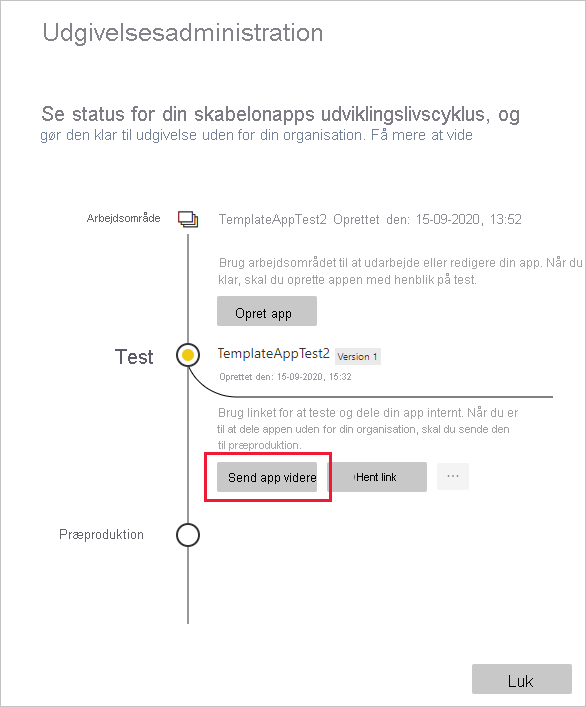 Udgivelsesadministration
Se status for din skabelonapps udviklingslivscyklus, og
gør den klar til udgivelse uden for din organisation. Få mere at vide
Arbejdsområde
TemplateAppTest2 Oprettet den: 15-09-2020, 13:52
Brug arbejdsområdet til at udarbejde eller redigere din app. Når du
klar, skal du oprette appen med henblik på test.
Opret app
Test
TemplateAppTest2 Version 1
Oprettet den: 15-09-2020, 15:32
Brug linket for at teste og dele din app internt. Når du er
til at dele appen uden for din organisation, skal du sende den
til præproduktion.
Send app videre
Hent link
...
Præproduktion
Luk